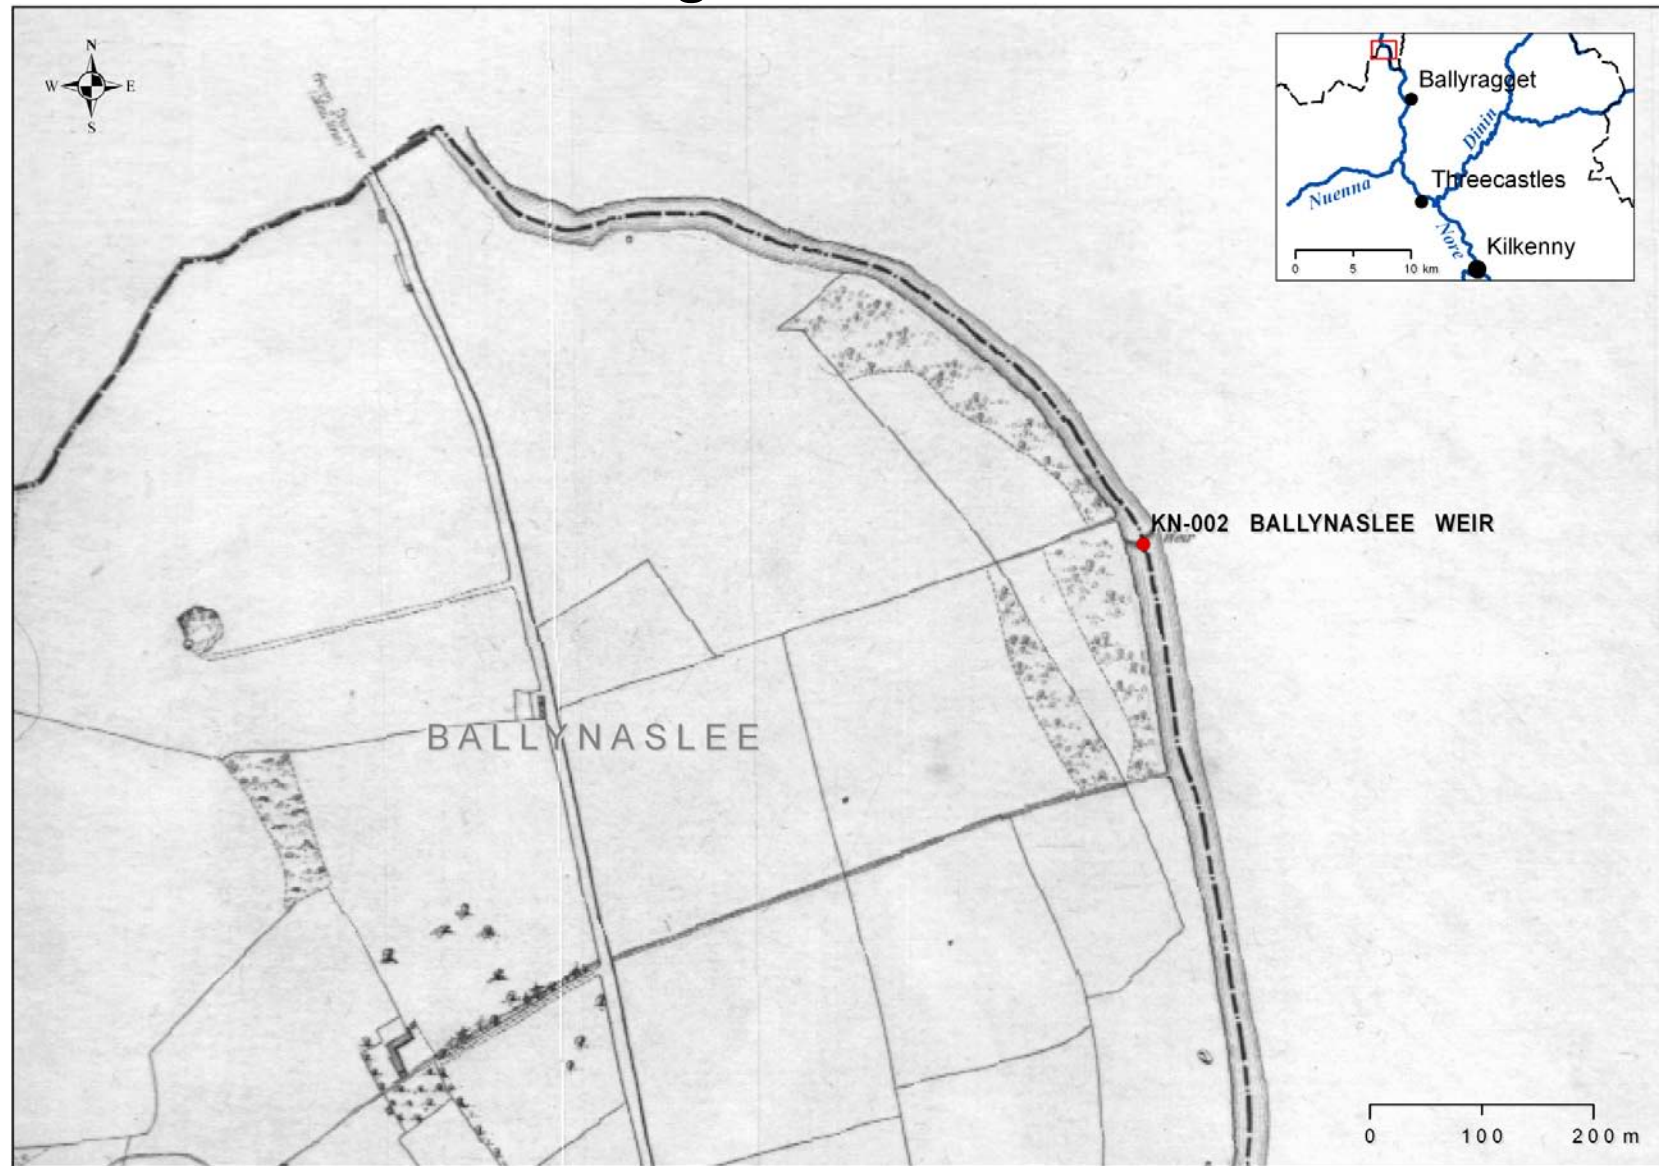 N
W E
S
Ballyragget
Dinin
Threecastles
Nuenna
Nore
Kilkenny
0 5 10 km
KN-002 BALLYNASLEE WEIR
Weir
BALLYNASLEE
0 100 200 m